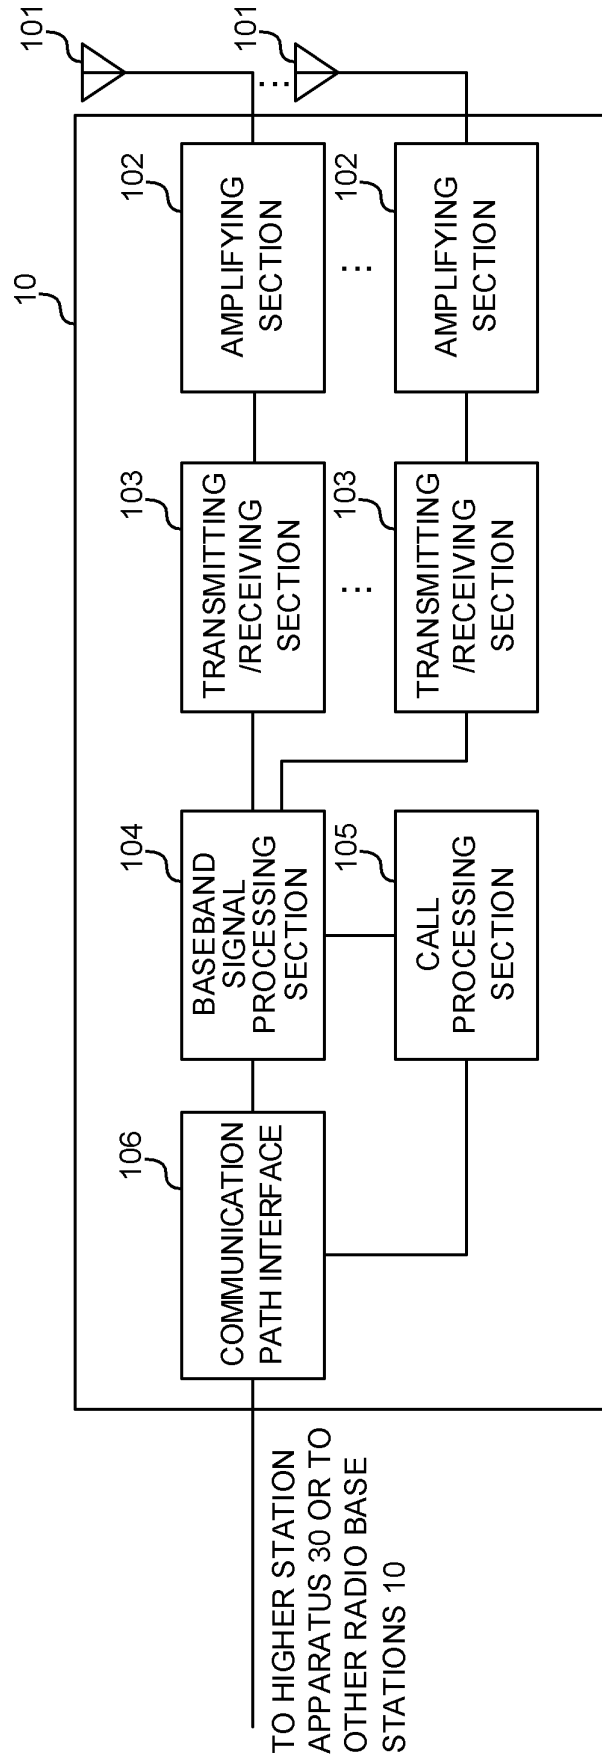 10
101
101
102
AMPLIFYING
SECTION
102
AMPLIFYING
SECTION
...
...
...
103
TRANSMITTING
/RECEIVING
SECTION
103
TRANSMITTING
/RECEIVING
SECTION
104
BASEBAND
SIGNAL
PROCESSING
SECTION
105
CALL
PROCESSING
SECTION
106
COMMUNICATION
PATH INTERFACE
TO HIGHER STATION
APPARATUS 30 OR TO
OTHER RADIO BASE
STATIONS 10